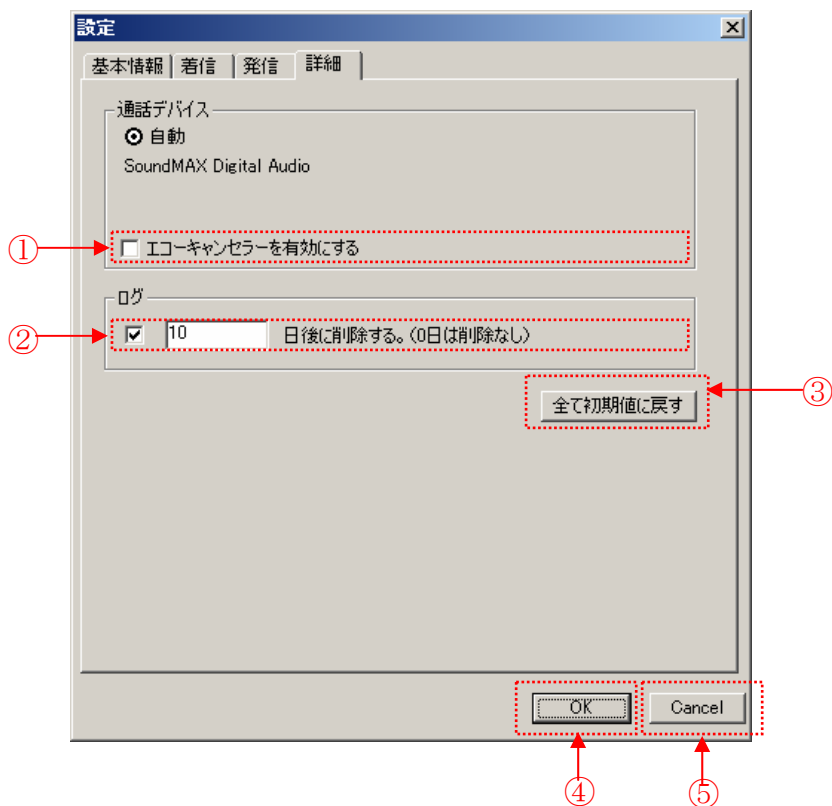 設定
基本情報 着信 発信 詳細
通話デバイス
自動
SoundMAX Digital Audio
① エコーキャンセラーを有効にする
ログ
② 10 日後に削除する。(0日は削除なし)
③
全て初期値に戻す
OK Cancel
④ ⑤